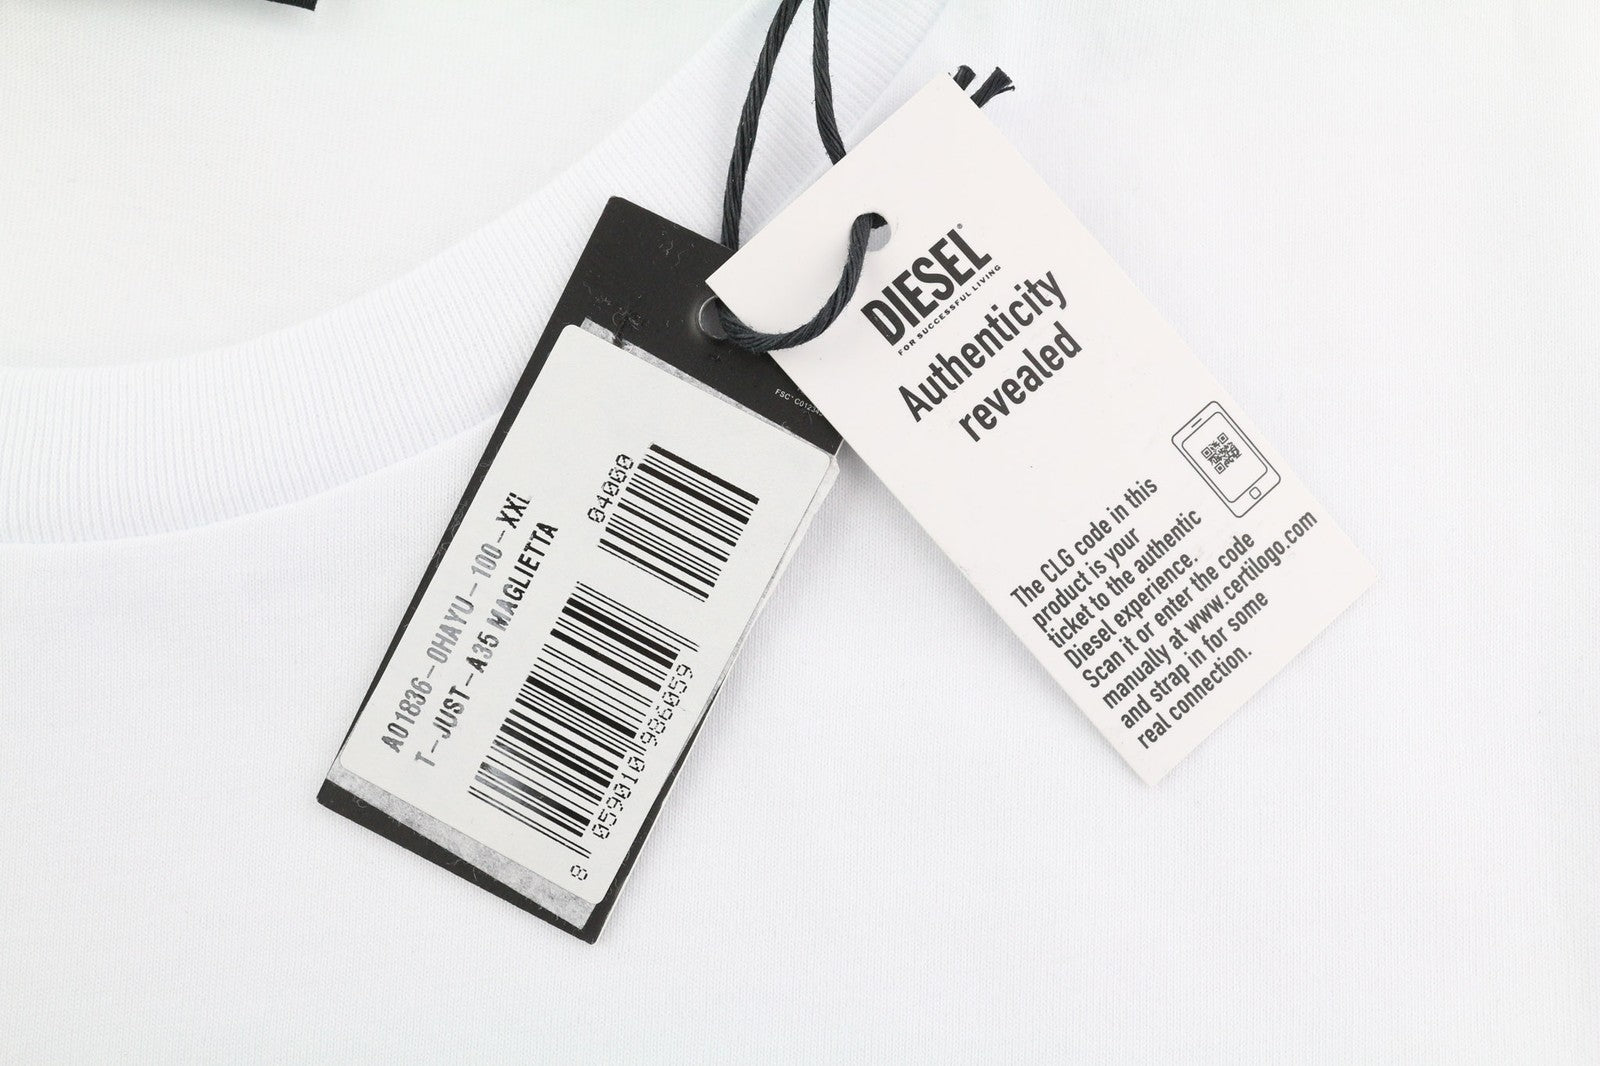 A01836-0HAYU-100-XXL
T-JUST-A35 MAGLIETTA
04060
8 059010 986059
DIESEL®
FOR SUCCESSFUL LIVING
Authenticity
revealed
The CLG code in this
product is your
ticket to the authentic
Diesel experience.
Scan it or enter the code
manually at www.certilogo.com
and strap in for some
real connection.